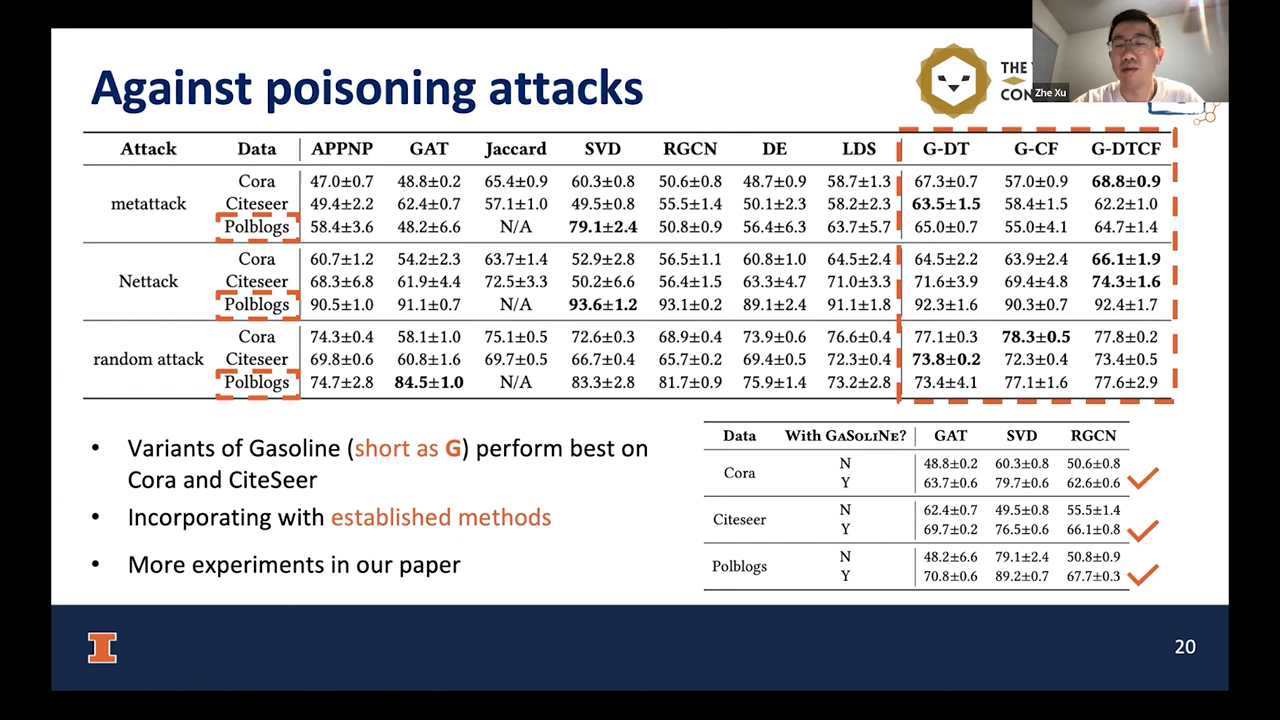 Against poisoning attacks
THE
CON
Zhe Xu
Attack Data APPNP GAT Jaccard SVD RGCN DE LDS G-DT G-CF G-DTCF
metattack Cora 47.0±0.7 48.8±0.2 65.4±0.9 60.3±0.8 50.6±0.8 48.7±0.9 58.7±1.3 67.3±0.7 57.0±0.9 68.8±0.9
Citeseer 49.4±2.2 62.4±0.7 57.1±1.0 49.5±0.8 55.5±1.4 50.1±2.3 58.2±2.3 63.5±1.5 58.4±1.5 62.2±1.0
Polblogs 58.4±3.6 48.2±6.6 N/A 79.1±2.4 50.8±0.9 56.4±6.3 63.7±5.7 65.0±0.7 55.0±4.1 64.7±1.4
Nettack Cora 60.7±1.2 54.2±2.3 63.7±1.4 52.9±2.8 56.5±1.1 60.8±1.0 64.5±2.4 64.5±2.2 63.9±2.4 66.1±1.9
Citeseer 68.3±6.8 61.9±4.4 72.5±3.3 50.2±6.6 56.4±1.5 63.3±4.7 71.0±3.3 71.6±3.9 69.4±4.8 74.3±1.6
Polblogs 90.5±1.0 91.1±0.7 N/A 93.6±1.2 93.1±0.2 89.1±2.4 91.1±1.8 92.3±1.6 90.3±0.7 92.4±1.7
random attack Cora 74.3±0.4 58.1±1.0 75.1±0.5 72.6±0.3 68.9±0.4 73.9±0.6 76.6±0.4 77.1±0.3 78.3±0.5 77.8±0.2
Citeseer 69.8±0.6 60.8±1.6 69.7±0.5 66.7±0.4 65.7±0.2 69.4±0.5 72.3±0.4 73.8±0.2 72.3±0.4 73.4±0.5
Polblogs 74.7±2.8 84.5±1.0 N/A 83.3±2.8 81.7±0.9 75.9±1.4 73.2±2.8 73.4±4.1 77.1±1.6 77.6±2.9
• Variants of Gasoline (short as G) perform best on
Cora and CiteSeer
• Incorporating with established methods
• More experiments in our paper
Data With GASOLINE? GAT SVD RGCN
Cora N 48.8±0.2 60.3±0.8 50.6±0.8
Y 63.7±0.6 79.7±0.6 62.6±0.6
Citeseer N 62.4±0.7 49.5±0.8 55.5±1.4
Y 69.7±0.2 76.5±0.6 66.1±0.8
Polblogs N 48.2±6.6 79.1±2.4 50.8±0.9
Y 70.8±0.6 89.2±0.7 67.7±0.3
20